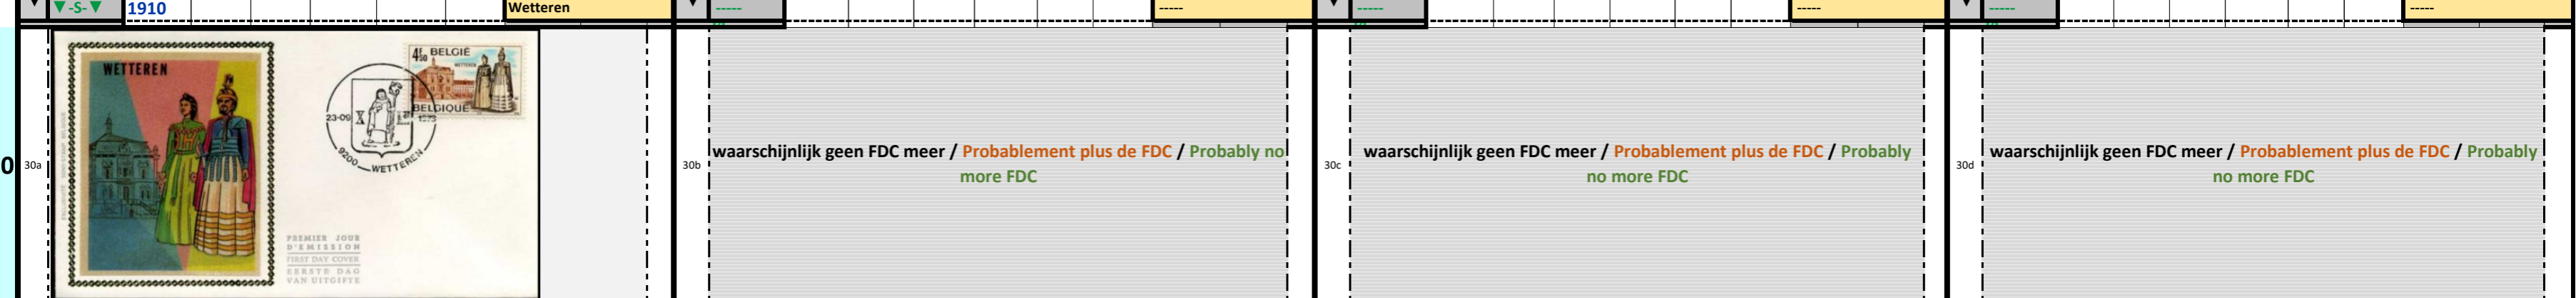 ▼ ▼-S-▼ 1910 Wetteren ▼ ----- ----- ▼ ----- ----- ▼ ----- -----
WETTEREN
4F50 BELGIË
WETTEREN
BELGIQUE
23-09
X
9200 WETTEREN
PREMIER JOUR
D'EMISSION
FIRST DAY COVER
EERSTE DAG
VAN UITGIFTE
0
30a
30b
waarschijnlijk geen FDC meer / Probablement plus de FDC / Probably no
more FDC
30c
waarschijnlijk geen FDC meer / Probablement plus de FDC / Probably
no more FDC
30d
waarschijnlijk geen FDC meer / Probablement plus de FDC / Probably
no more FDC